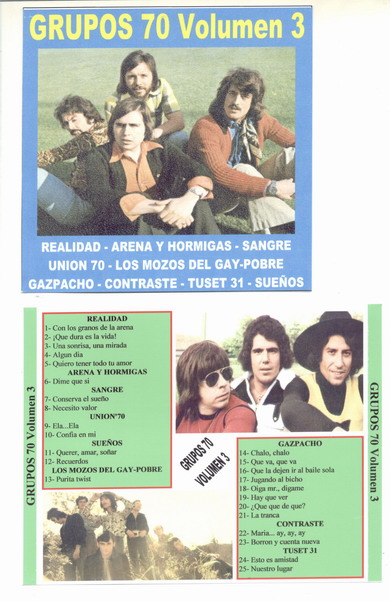 GRUPOS 70 Volumen 3
REALIDAD - ARENA Y HORMIGAS - SANGRE
UNION 70 - LOS MOZOS DEL GAY-POBRE
GAZPACHO - CONTRASTE - TUSET 31 - SUEÑOS
GRUPOS 70 Volumen 3
REALIDAD
1- Con los granos de la arena
2- ¡Que dura es la vida!
3- Una sonrisa, una mirada
4- Algun dia
5- Quiero tener todo tu amor
ARENA Y HORMIGAS
6- Dime que si
SANGRE
7- Conserva el sueño
8- Necesito valor
UNION'70
9- Ela...Ela
10- Confia en mi
SUEÑOS
11- Querer, amar, soñar
12- Recuerdos
LOS MOZOS DEL GAY-POBRE
13- Purita twist
GRUPOS 70
VOLUMEN 3
GAZPACHO
14- Chalo, chalo
15- Que va, que va
16- Que la dejen ir al baile sola
17- Jugando al bicho
18- Oiga mr., digame
19- Hay que ver
20- ¿Que que de que?
21- La tranca
CONTRASTE
22- Maria... ay, ay, ay
23- Borron y cuenta nueva
TUSET 31
24- Esto es amistad
25- Nuestro lugar
GRUPOS 70 Volumen 3